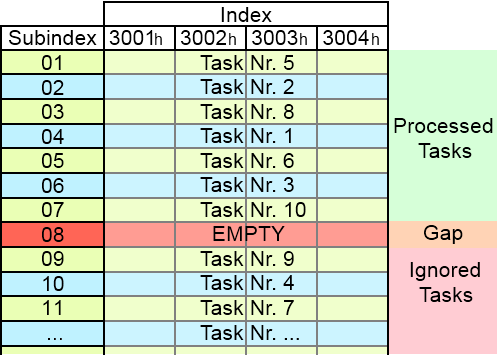 Index
Subindex 3001h 3002h 3003h 3004h
01 Task Nr. 5
02 Task Nr. 2
03 Task Nr. 8
04 Task Nr. 1
Processed
05 Task Nr. 6
Tasks
06 Task Nr. 3
07 Task Nr. 10
08 EMPTY Gap
09 Task Nr. 9
Ignored
10 Task Nr. 4
Tasks
11 Task Nr. 7
... Task Nr. ...